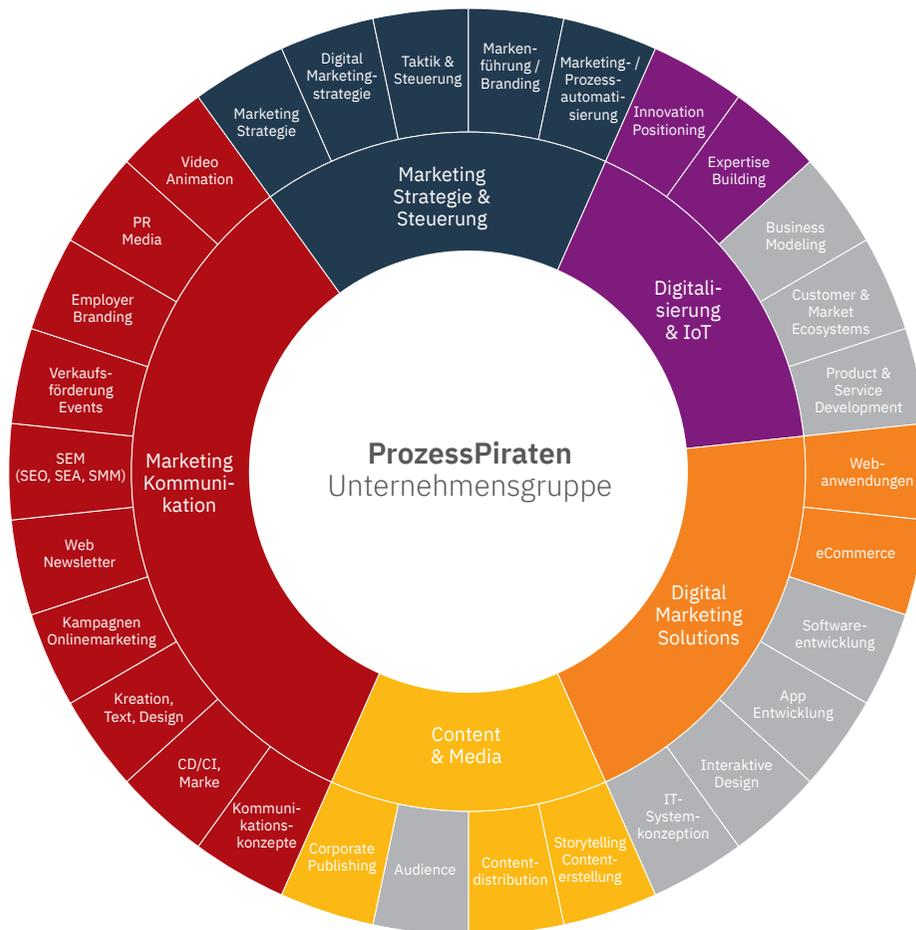 ProzessPiraten
Unternehmensgruppe
Marketing
Strategie &
Steuerung
Marketing
Strategie
Digital
Marketing-
strategie
Taktik &
Steuerung
Marken-
führung /
Branding
Marketing- /
Prozess-
automati-
sierung
Digitali-
sierung
& IoT
Innovation
Positioning
Expertise
Building
Business
Modeling
Customer &
Market
Ecosystems
Product &
Service
Development
Digital
Marketing
Solutions
Web-
anwendungen
eCommerce
Software-
entwicklung
App
Entwicklung
Interaktive
Design
IT-
System-
konzeption
Content
& Media
Storytelling
Content-
erstellung
Content-
distribution
Audience
Corporate
Publishing
Marketing
Kommuni-
kation
Kommuni-
kations-
konzepte
CD/CI,
Marke
Kreation,
Text, Design
Kampagnen
Onlinemarketing
Web
Newsletter
SEM
(SEO, SEA, SMM)
Verkaufs-
förderung
Events
Employer
Branding
PR
Media
Video
Animation